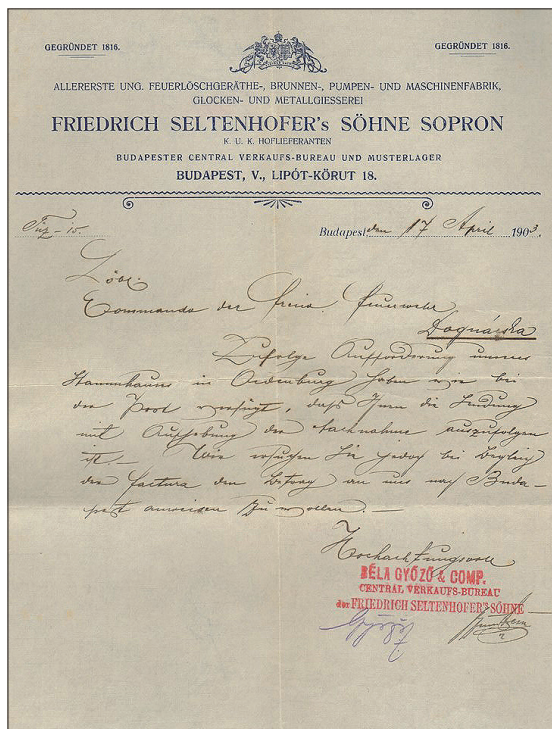 GEGRÜNDET 1816.
GEGRÜNDET 1816.
ALLERERSTE UNG. FEUERLÖSCHGERÄTHE-, BRUNNEN-, PUMPEN- UND MASCHINENFABRIK,
GLOCKEN- UND METALLGIESSEREI
FRIEDRICH SELTENHOFER's SÖHNE SOPRON
K. U. K. HOFLIEFERANTEN
BUDAPESTER CENTRAL VERKAUFS-BUREAU UND MUSTERLAGER
BUDAPEST, V., LIPÓT-KÖRUT 18.
Budapest, den 17 April 1903.
Löbl.
Commando der freiw. Feuerwehr
Dognácska
Zufolge Aufforderung unseres
Stammhauses in Oedenburg haben wir bei
der Post verfügt, daß Ihnen die Sendung
mit Aufhebung der Nachnahme auszufolgen
ist. Wir ersuchen Sie jedoch bei Begleich
der factura den Betrag an uns nach Buda-
pest anweisen zu wollen.
Hochachtungsvoll
BÉLA GYŐZŐ & COMP.
CENTRAL VERKAUFS-BUREAU
der FRIEDRICH SELTENHOFER's SÖHNE